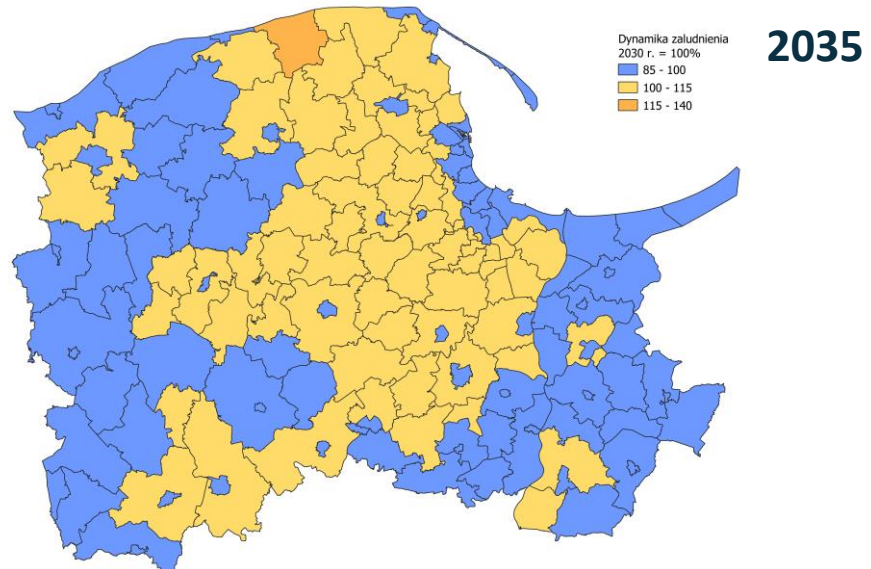 Dynamika zaludnienia
2030 r. = 100%
85 - 100
100 - 115
115 - 140
2035